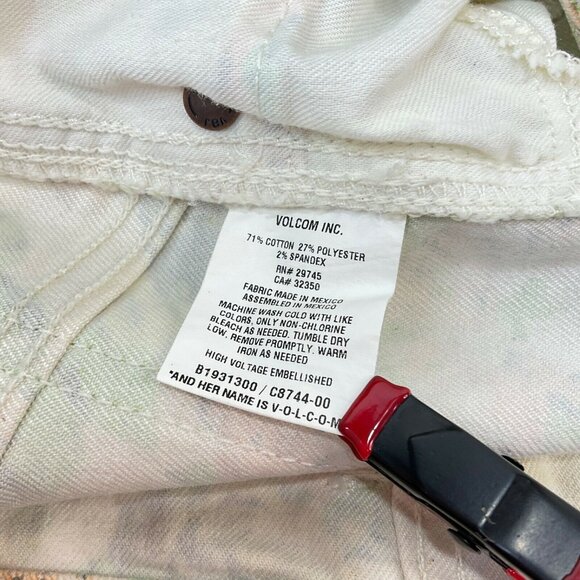 VOLCOM INC.
71% COTTON 27% POLYESTER
2% SPANDEX
RN# 29745
CA# 32350
FABRIC MADE IN MEXICO
ASSEMBLED IN MEXICO
MACHINE WASH COLD WITH LIKE
COLORS, ONLY NON-CHLORINE
BLEACH AS NEEDED. TUMBLE DRY
LOW, REMOVE PROMPTLY. WARM
IRON AS NEEDED
HIGH VOLTAGE EMBELLISHED
B1931300 / C8744-00
*AND HER NAME IS V-O-L-C-O-M